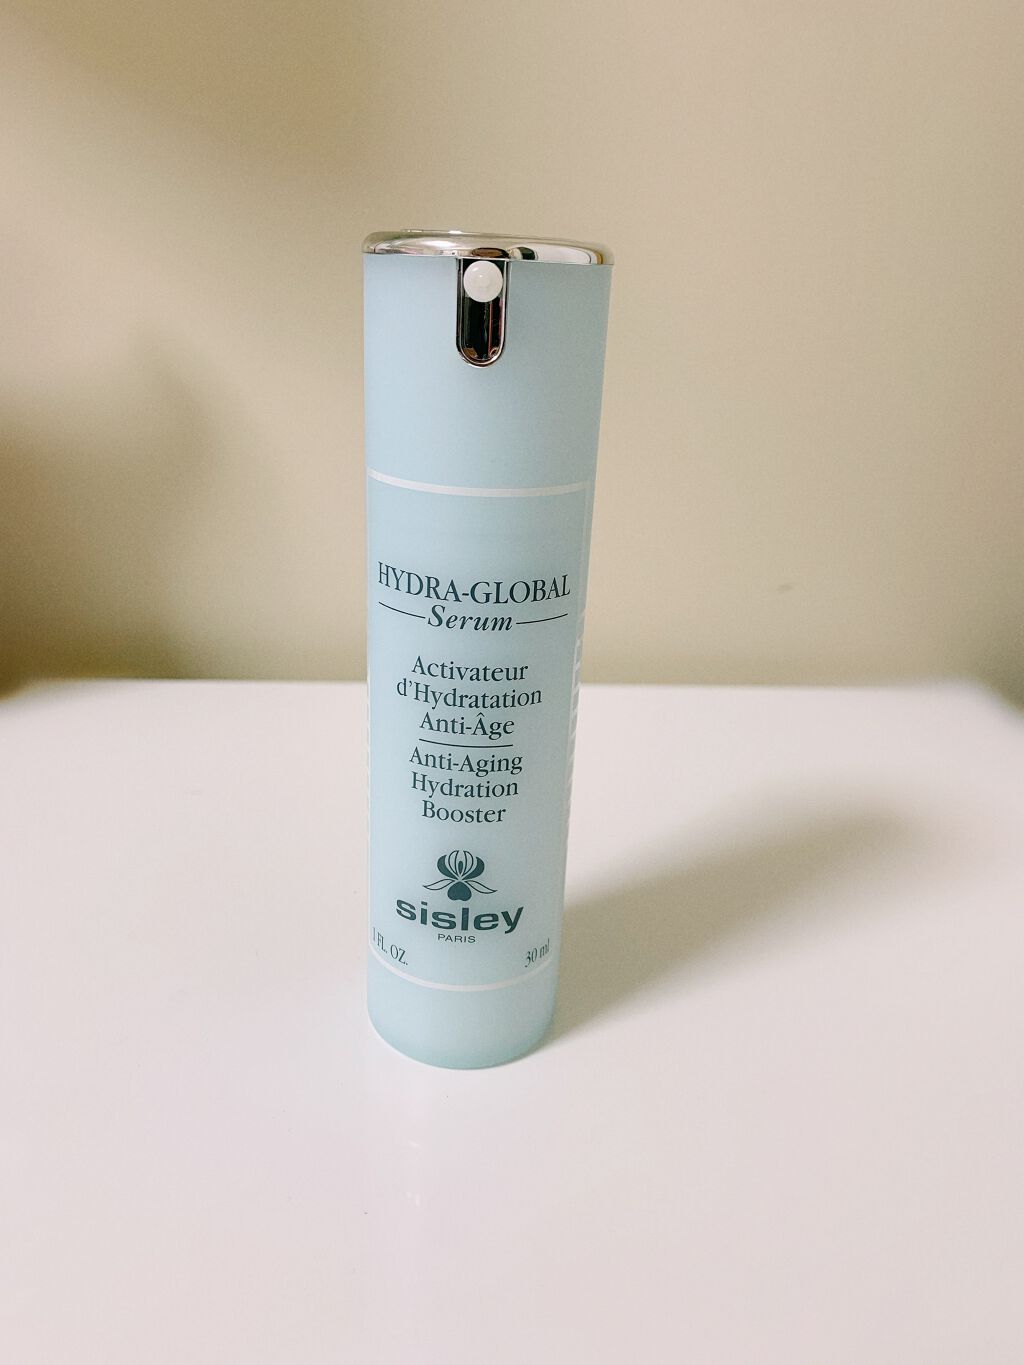 HYDRA-GLOBAL
Serum
Activateur
d'Hydratation
Anti-Âge
Anti-Aging
Hydration
Booster
sisley
PARIS
1 FL. OZ. 30 ml